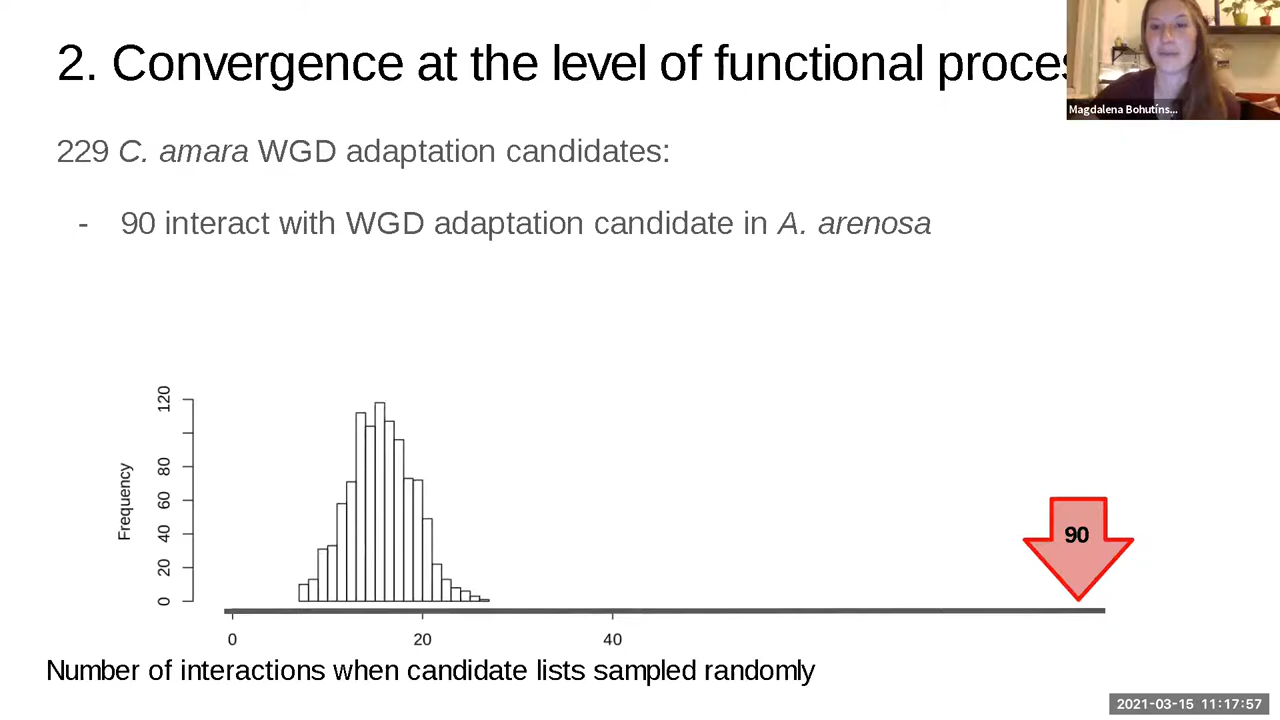 2. Convergence at the level of functional
Magdalena Bohutíns...
229 C. amara WGD adaptation candidates:
- 90 interact with WGD adaptation candidate in A. arenosa
120
80
60
40
20
0
Frequency
90
0 20 40
Number of interactions when candidate lists sampled randomly
2021-03-15 11:17:57